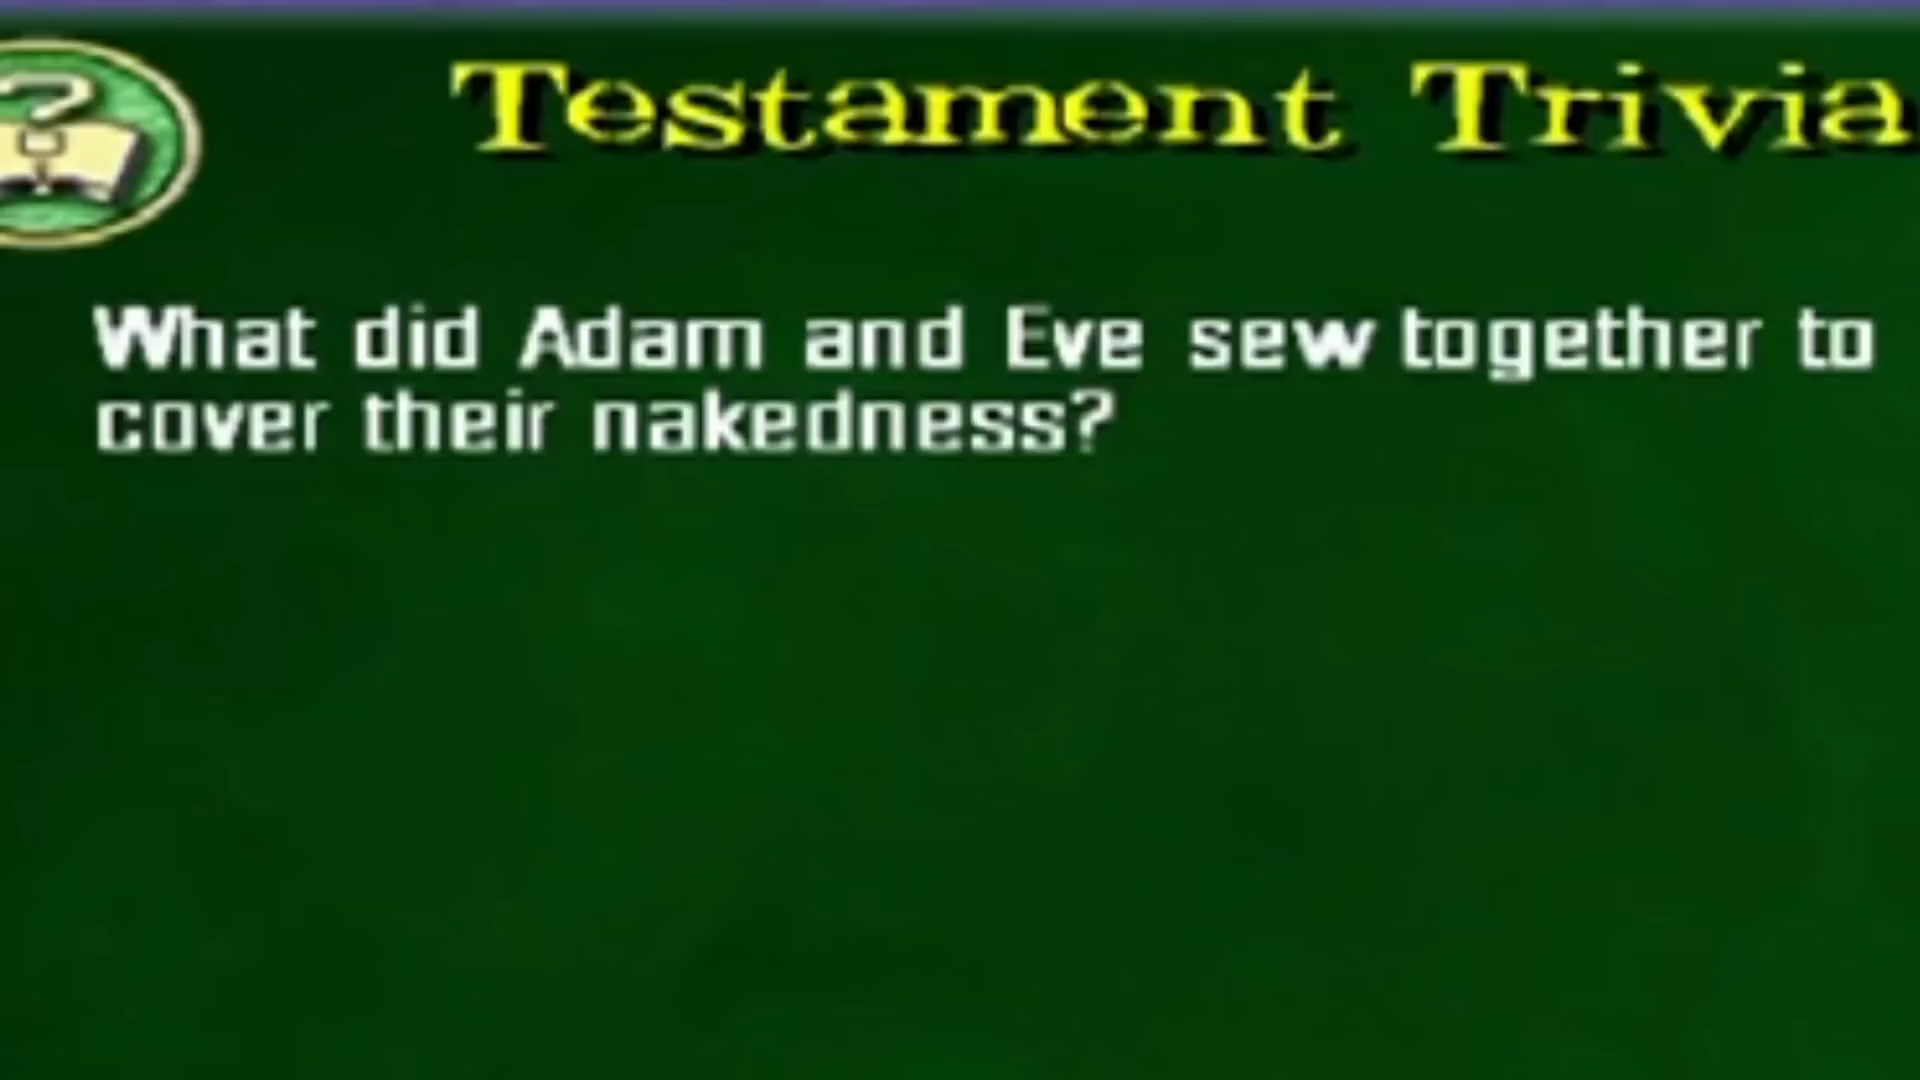 Testament Trivia
What did Adam and Eve sew together to
cover their nakedness?